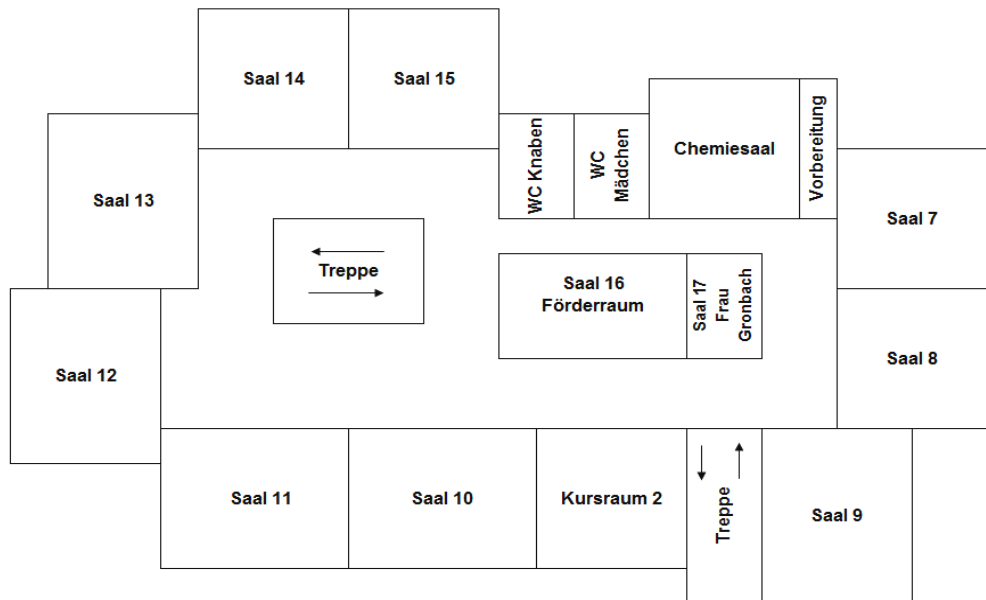 Saal 14
Saal 15
WC Knaben
WC
Mädchen
Chemiesaal
Vorbereitung
Saal 13
Saal 7
Treppe
Saal 16
Förderraum
Saal 17
Frau
Gronbach
Saal 12
Saal 8
Saal 11
Saal 10
Kursraum 2
Treppe
Saal 9